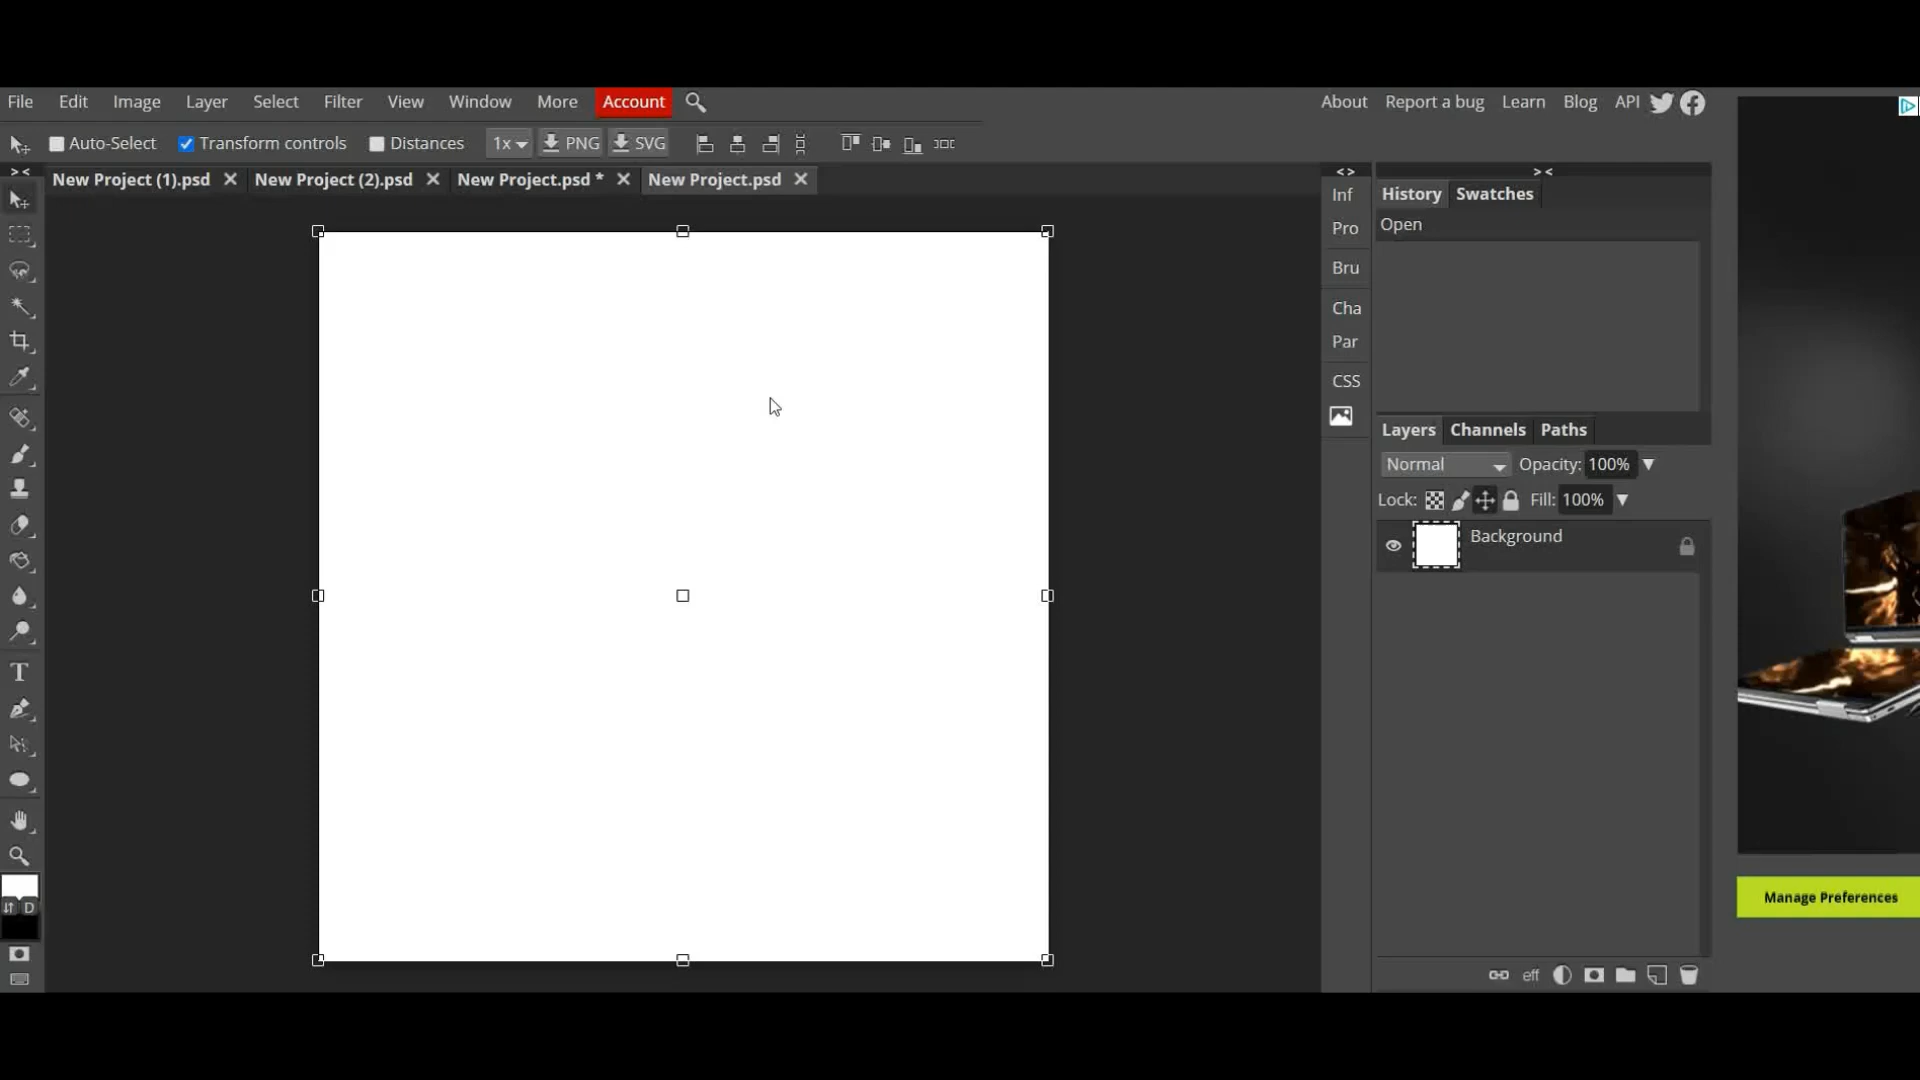 File Edit Image Layer Select Filter View Window More Account About Report a bug Learn Blog API
Auto-Select Transform controls Distances 1x PNG SVG
> < New Project (1).psd New Project (2).psd New Project.psd * New Project.psd < > > <
Inf
Pro
Bru
Cha
Par
CSS
History Swatches
Open
Layers Channels Paths
Normal Opacity: 100%
Lock: Fill: 100%
Background
T
D
eff
Manage Preferences